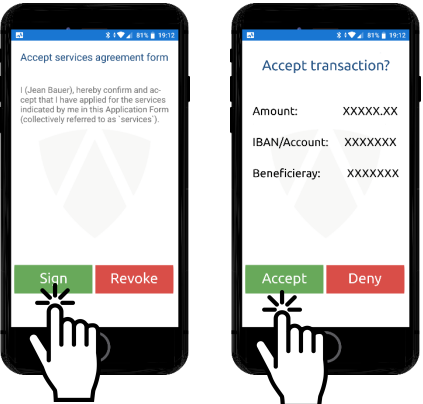 81% 19:12
Accept services agreement form
I (Jean Bauer), hereby confirm and ac-
cept that I have applied for the services
indicated by me in this Application Form
(collectively referred to as `services`).
Sign Revoke
81% 19:12
Accept transaction?
Amount: XXXXX.XX
IBAN/Account: XXXXXXX
Beneficieray: XXXXXXX
Accept Deny